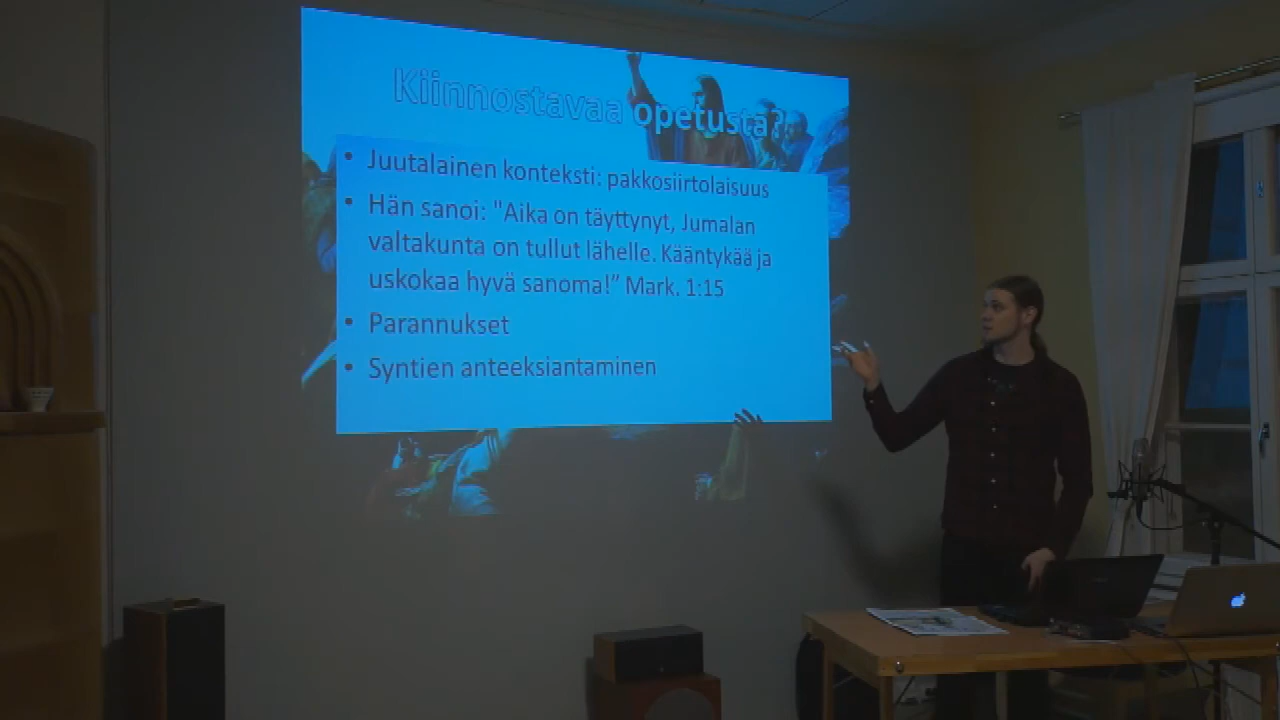 Kiinnostavaa opetusta?
• Juutalainen konteksti: pakkosiirtolaisuus
• Hän sanoi: "Aika on täyttynyt, Jumalan
valtakunta on tullut lähelle. Kääntykää ja
uskokaa hyvä sanoma!” Mark. 1:15
• Parannukset
• Syntien anteeksiantaminen